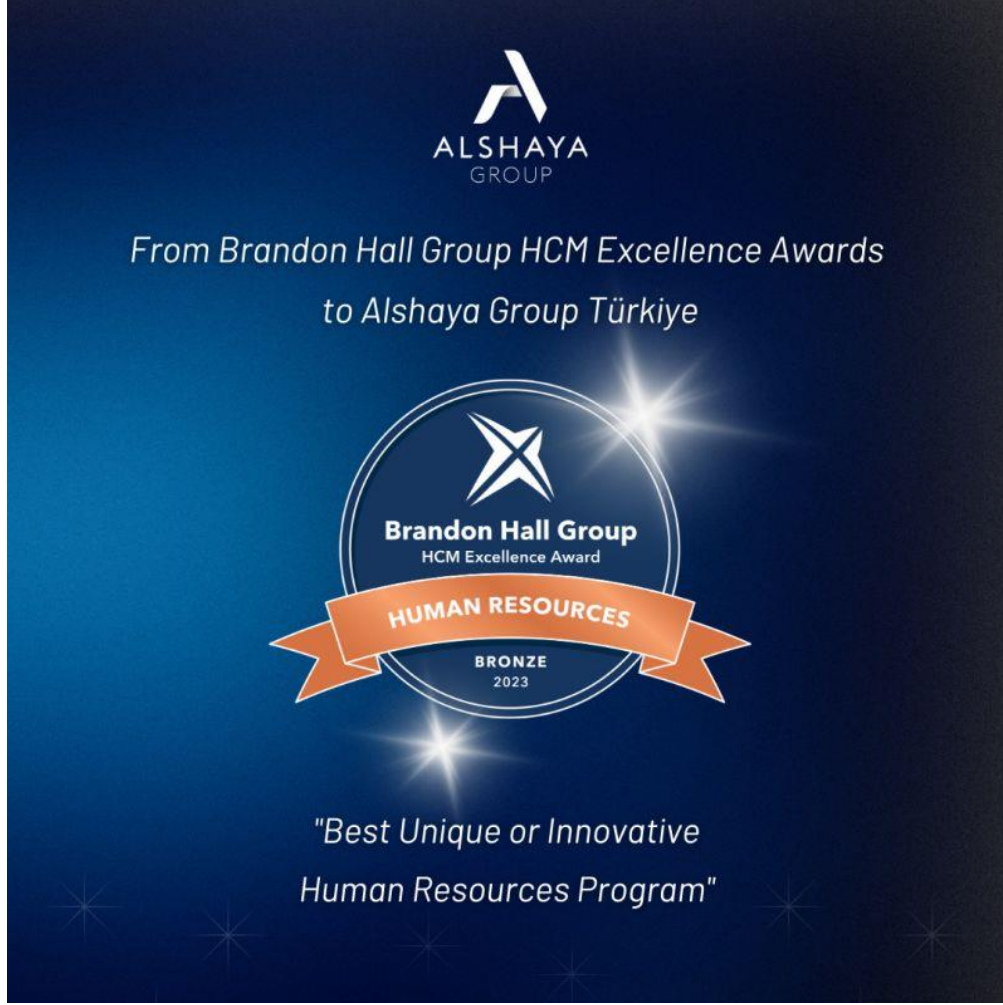 ALSHAYA
GROUP
From Brandon Hall Group HCM Excellence Awards
to Alshaya Group Türkiye
Brandon Hall Group
HCM Excellence Award
HUMAN RESOURCES
BRONZE
2023
"Best Unique or Innovative
Human Resources Program"